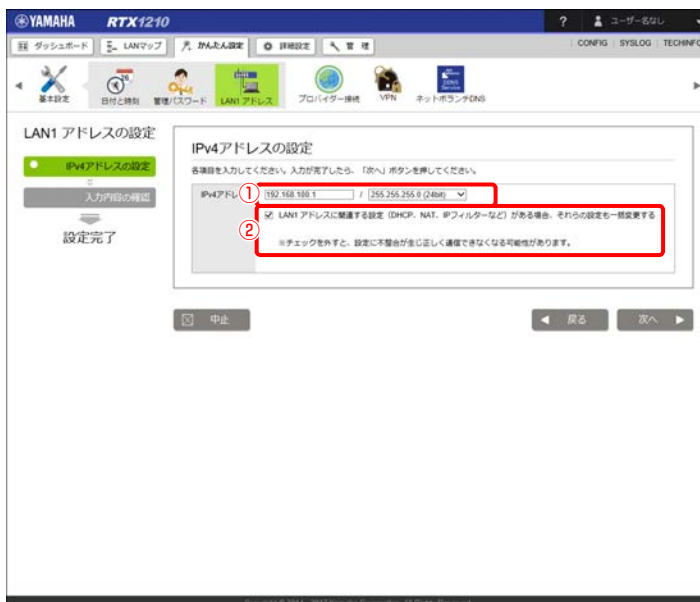 YAMAHA RTX1210 ? ユーザー名なし
ダッシュボード LANマップ かんたん設定 詳細設定 管理 CONFIG SYSLOG TECHINFO
基本設定 日付と時刻 管理パスワード LAN1 アドレス プロバイダー接続 VPN ネットボランチDNS
LAN1 アドレスの設定
IPv4アドレスの設定
入力内容の確認
設定完了
IPv4アドレスの設定
各項目を入力してください。入力が完了したら、「次へ」ボタンを押してください。
IPv4アドレ ① 192.168.100.1 / 255.255.255.0 (24bit)
② LAN1 アドレスに関連する設定（DHCP、NAT、IPフィルターなど）がある場合、それらの設定も一括変更する
※チェックを外すと、設定に不整合が生じ正しく通信できなくなる可能性があります。
中止 戻る 次へ